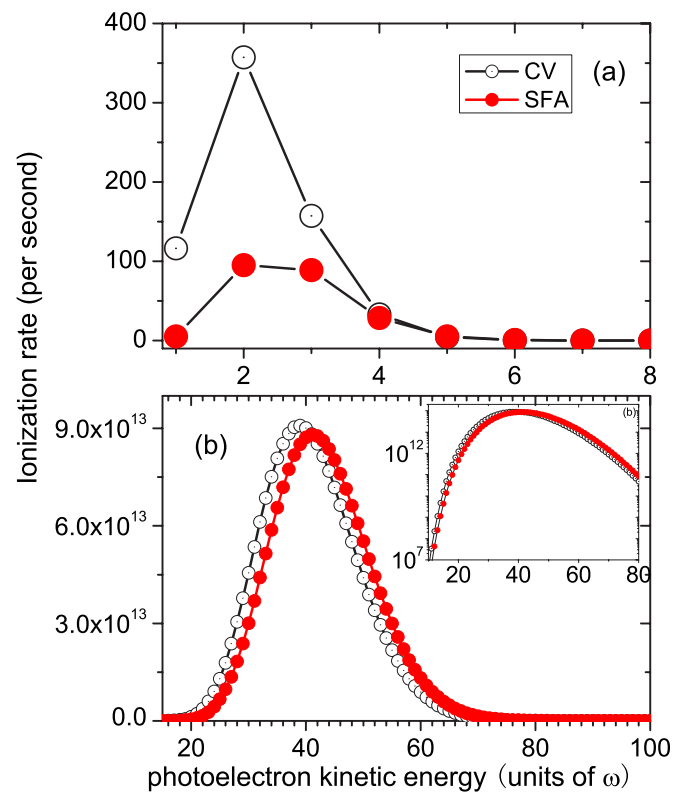 400
300
200
100
0
CV
SFA
(a)
2
4
6
8
Ionization rate (per second)
9.0x10^13
6.0x10^13
3.0x10^13
0.0
(b)
(b)
10^12
10^7
20
40
60
80
20
40
60
80
100
photoelectron kinetic energy (units of ω)